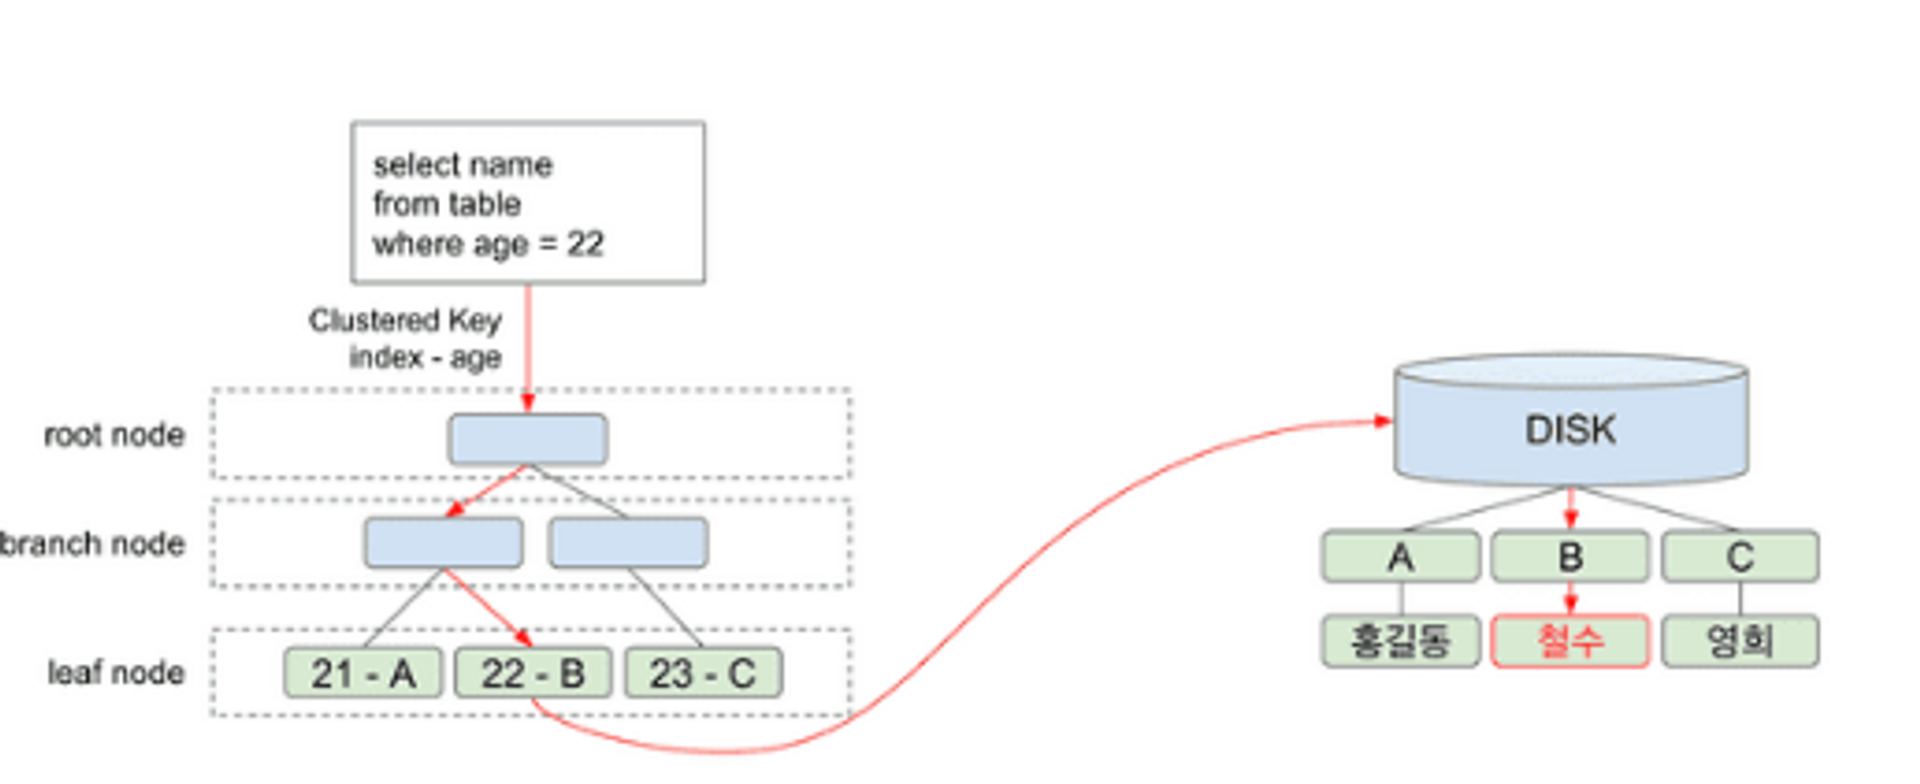 select name
from table
where age = 22
Clustered Key
index - age
root node
branch node
leaf node
21 - A
22 - B
23 - C
DISK
A
B
C
홍길동
철수
영희